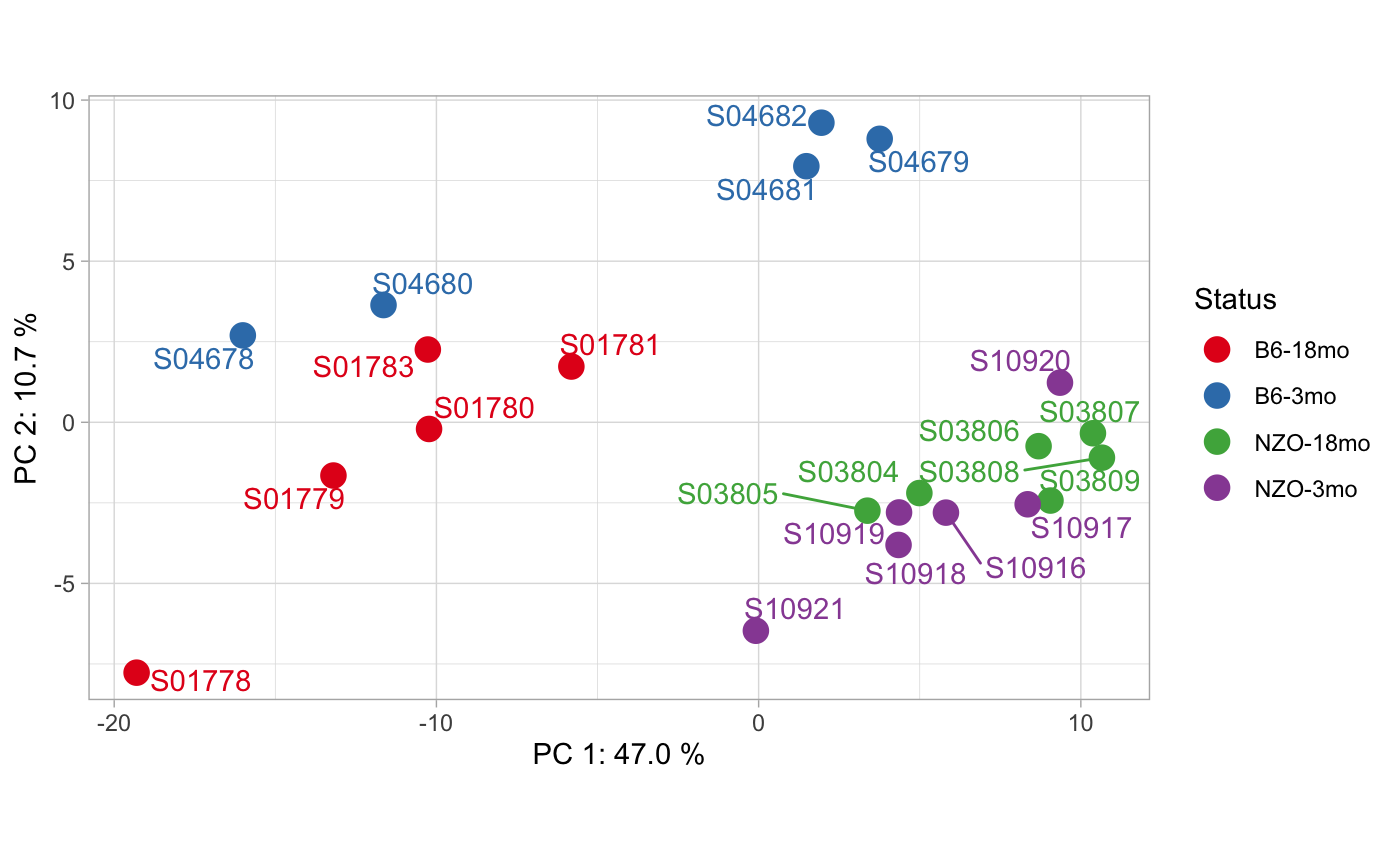 10
5
0
-5
PC 2: 10.7 %
S04682
S04679
S04681
S04680
S04678
S01783
S01781
S01780
S01779
S01778
S10920
S03807
S03806
S03804
S03808
S03809
S03805
S10919
S10917
S10918
S10916
S10921
-20
-10
0
10
PC 1: 47.0 %
Status
B6-18mo
B6-3mo
NZO-18mo
NZO-3mo